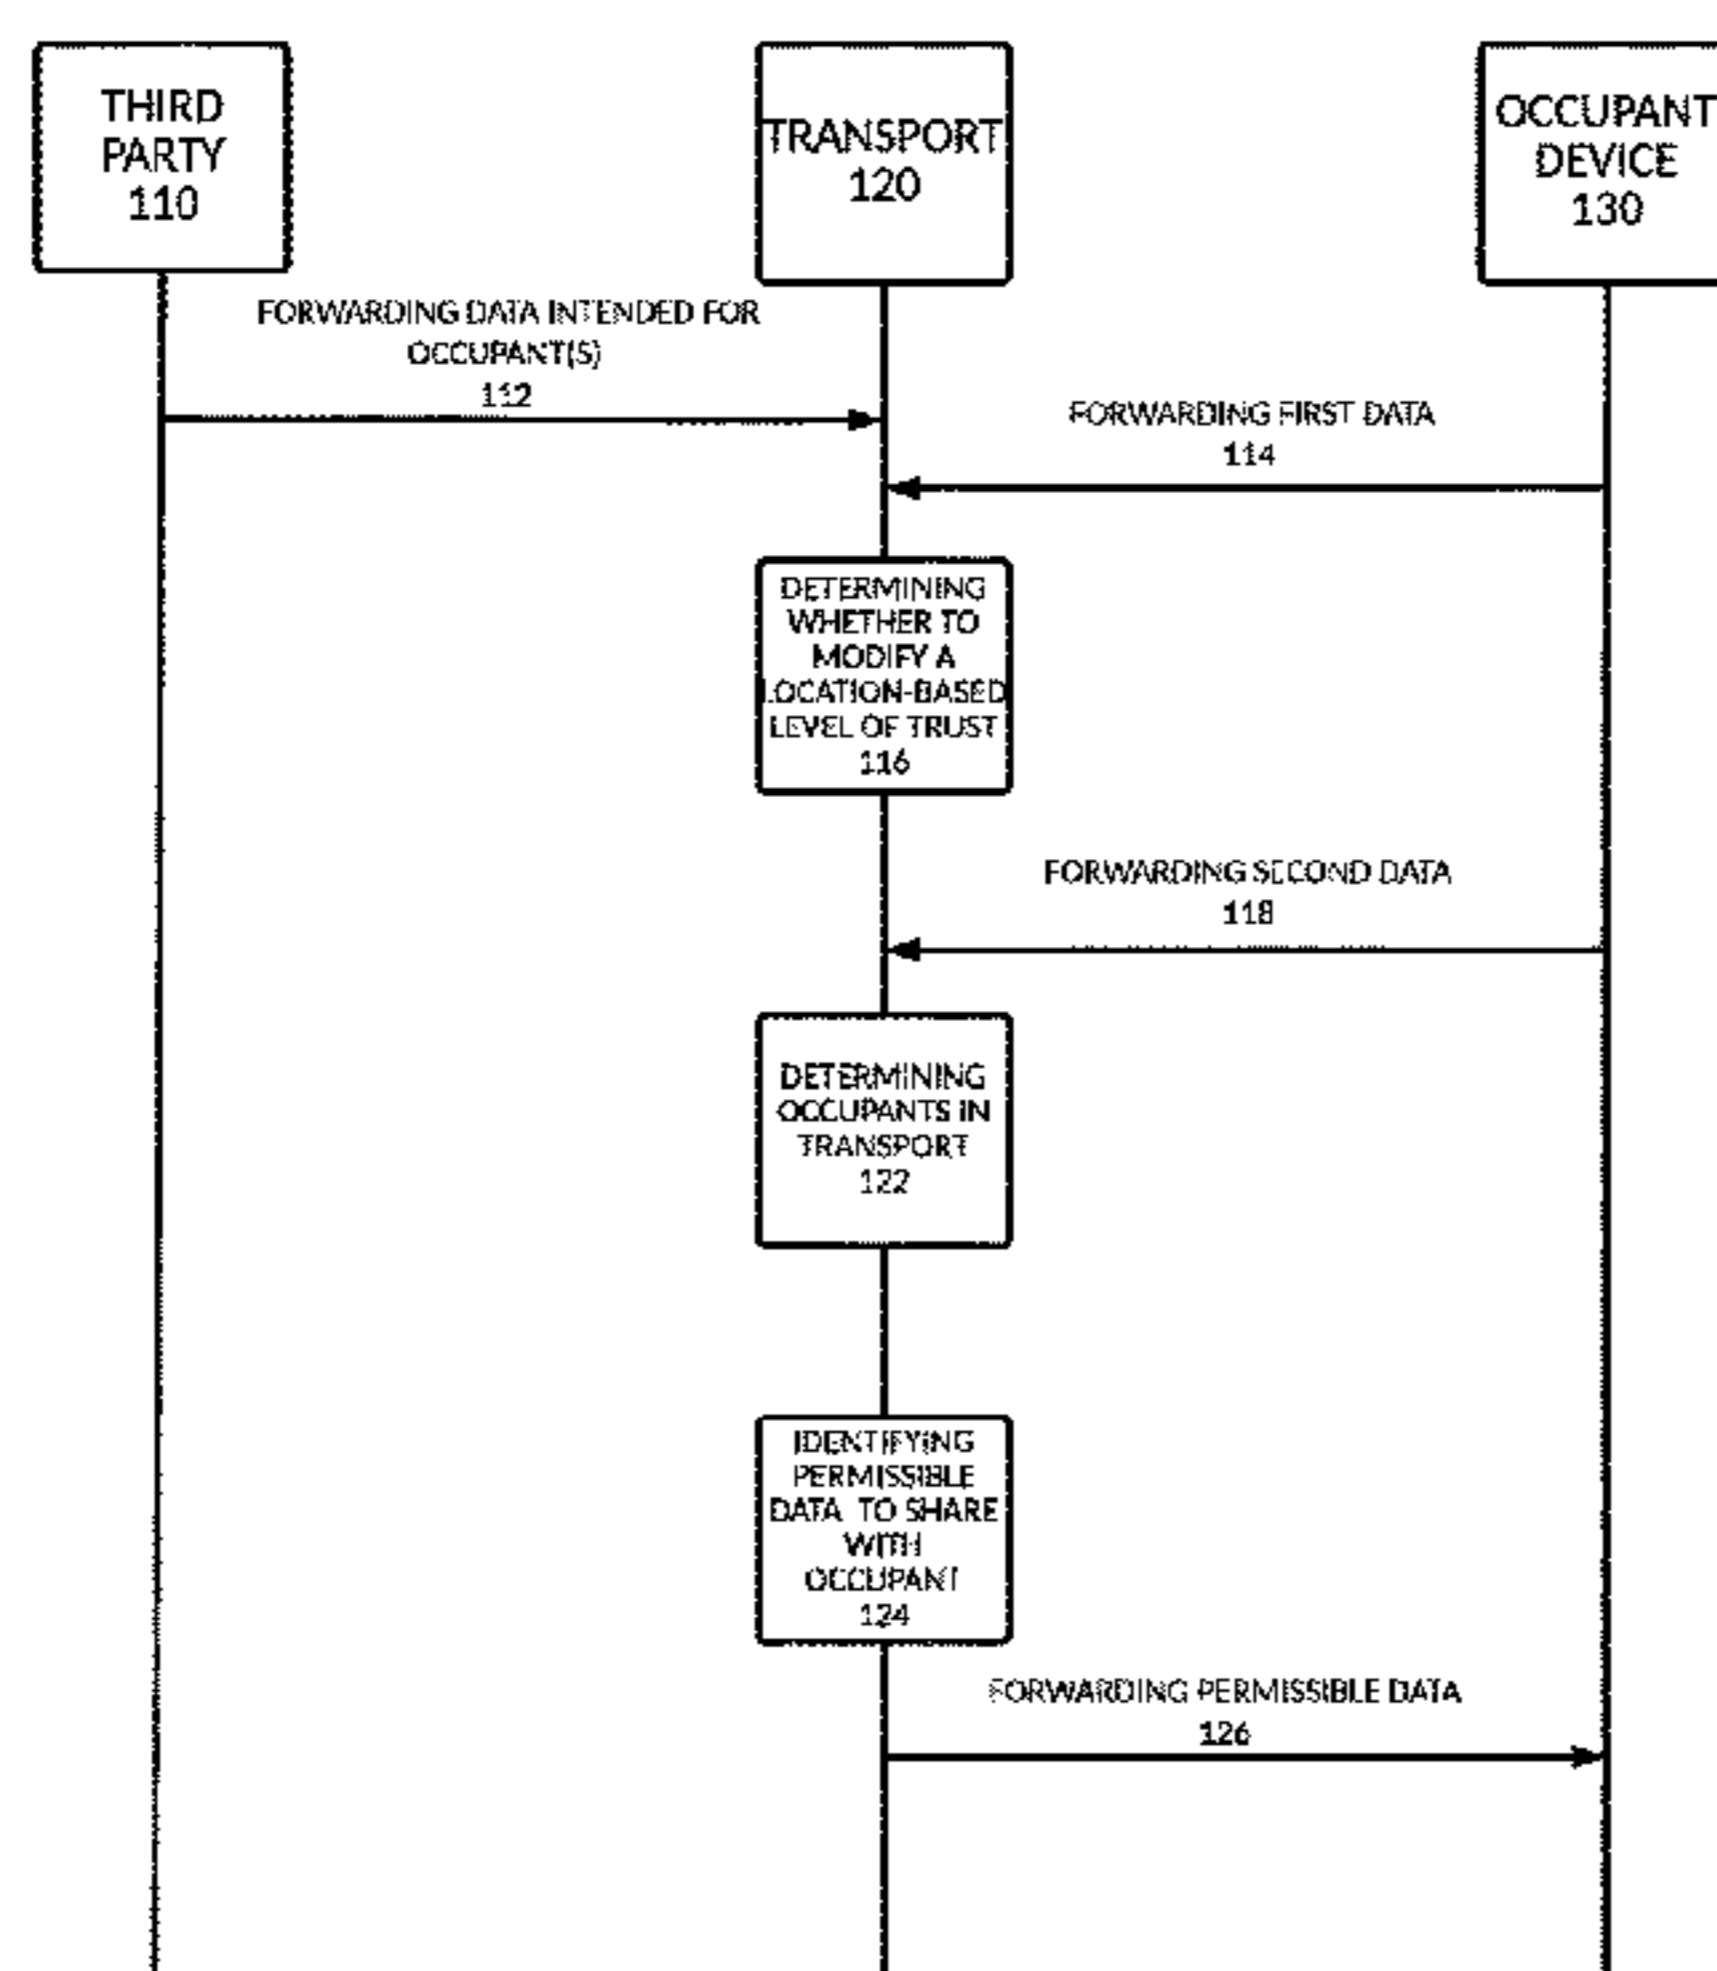 THIRD
PARTY
110
TRANSPORT
120
OCCUPANT
DEVICE
130
FORWARDING DATA INTENDED FOR
OCCUPANT(S)
112
FORWARDING FIRST DATA
114
DETERMINING
WHETHER TO
MODIFY A
LOCATION-BASED
LEVEL OF TRUST
116
FORWARDING SECOND DATA
118
DETERMINING
OCCUPANTS IN
TRANSPORT
122
IDENTIFYING
PERMISSIBLE
DATA TO SHARE
WITH
OCCUPANT
124
FORWARDING PERMISSIBLE DATA
126